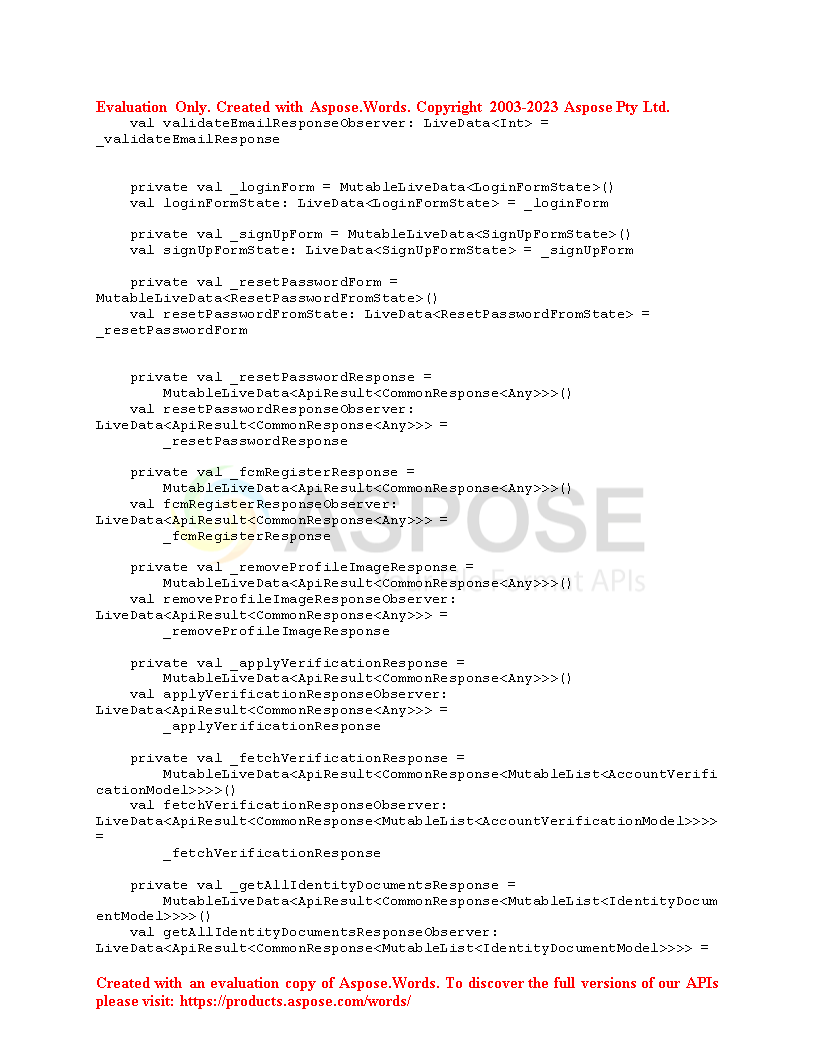 Evaluation Only. Created with Aspose.Words. Copyright 2003-2023 Aspose Pty Ltd.
    val validateEmailResponseObserver: LiveData<Int> =
_validateEmailResponse
    private val _loginForm = MutableLiveData<LoginFormState>()
    val loginFormState: LiveData<LoginFormState> = _loginForm
    private val _signUpForm = MutableLiveData<SignUpFormState>()
    val signUpFormState: LiveData<SignUpFormState> = _signUpForm
    private val _resetPasswordForm =
MutableLiveData<ResetPasswordFromState>()
    val resetPasswordFromState: LiveData<ResetPasswordFromState> =
_resetPasswordForm
    private val _resetPasswordResponse =
        MutableLiveData<ApiResult<CommonResponse<Any>>>()
    val resetPasswordResponseObserver:
LiveData<ApiResult<CommonResponse<Any>>> =
        _resetPasswordResponse
    private val _fcmRegisterResponse =
        MutableLiveData<ApiResult<CommonResponse<Any>>>()
    val fcmRegisterResponseObserver:
LiveData<ApiResult<CommonResponse<Any>>> =
        _fcmRegisterResponse
ASPOSE
    private val _removeProfileImageResponse =
        MutableLiveData<ApiResult<CommonResponse<Any>>>()
APIs
    val removeProfileImageResponseObserver:
LiveData<ApiResult<CommonResponse<Any>>> =
        _removeProfileImageResponse
    private val _applyVerificationResponse =
        MutableLiveData<ApiResult<CommonResponse<Any>>>()
    val applyVerificationResponseObserver:
LiveData<ApiResult<CommonResponse<Any>>> =
        _applyVerificationResponse
    private val _fetchVerificationResponse =
        MutableLiveData<ApiResult<CommonResponse<MutableList<AccountVerifi
cationModel>>>>()
    val fetchVerificationResponseObserver:
LiveData<ApiResult<CommonResponse<MutableList<AccountVerificationModel>>>>
=
        _fetchVerificationResponse
    private val _getAllIdentityDocumentsResponse =
        MutableLiveData<ApiResult<CommonResponse<MutableList<IdentityDocum
entModel>>>>()
    val getAllIdentityDocumentsResponseObserver:
LiveData<ApiResult<CommonResponse<MutableList<IdentityDocumentModel>>>> =
Created with an evaluation copy of Aspose.Words. To discover the full versions of our APIs
please visit: https://products.aspose.com/words/